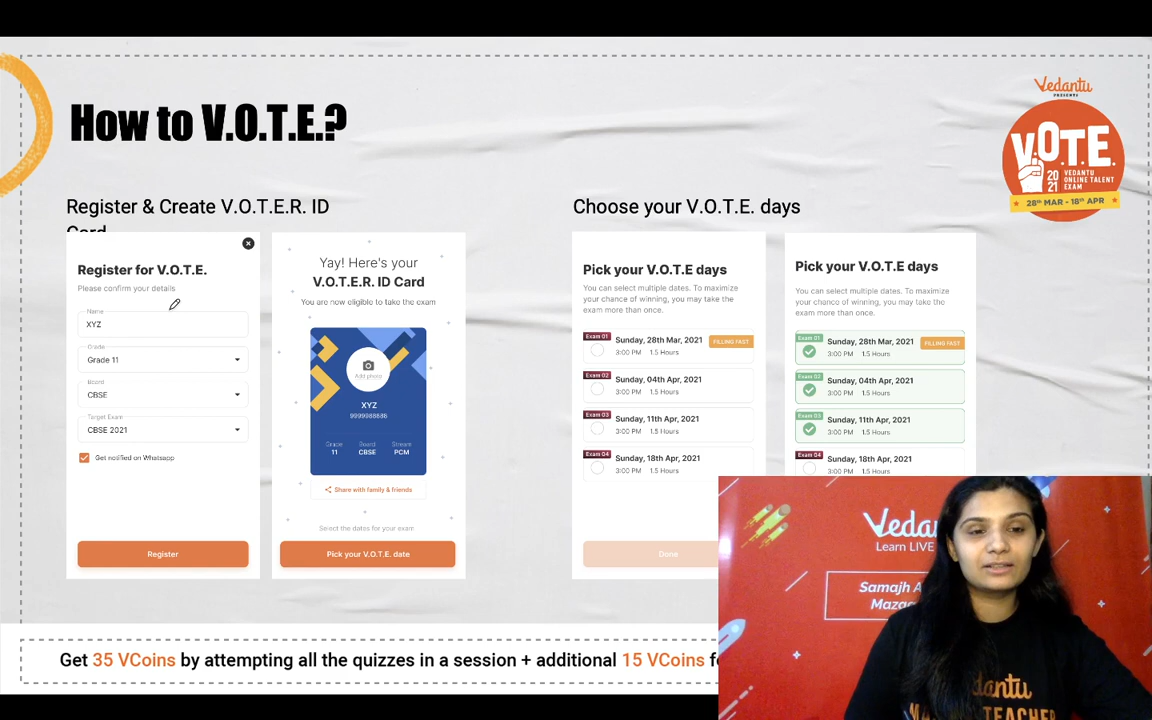 How to V.O.T.E.?
Vedantu
PRESENTS
V.O.T.E.
2021
VEDANTU
ONLINE TALENT
EXAM
28th MAR - 18th APR
Register & Create V.O.T.E.R. ID
Card
Register for V.O.T.E.
Please confirm your details
Name
XYZ
Grade
Grade 11
Board
CBSE
Target Exam
CBSE 2021
Get notified on Whatsapp
Register
Yay! Here's your
V.O.T.E.R. ID Card
You are now eligible to take the exam
Add photo
XYZ
9999988686
Grade Board Stream
11 CBSE PCM
Share with family & friends
Select the dates for your exam
Pick your V.O.T.E. date
Choose your V.O.T.E. days
Pick your V.O.T.E days
You can select multiple dates. To maximize
your chance of winning, you may take the
exam more than once.
Exam 01
Sunday, 28th Mar, 2021
FILLING FAST
3:00 PM 1.5 Hours
Exam 02
Sunday, 04th Apr, 2021
3:00 PM 1.5 Hours
Exam 03
Sunday, 11th Apr, 2021
3:00 PM 1.5 Hours
Exam 04
Sunday, 18th Apr, 2021
3:00 PM 1.5 Hours
Done
Pick your V.O.T.E days
You can select multiple dates. To maximize
your chance of winning, you may take the
exam more than once.
Exam 01
Sunday, 28th Mar, 2021
FILLING FAST
3:00 PM 1.5 Hours
Exam 02
Sunday, 04th Apr, 2021
3:00 PM 1.5 Hours
Exam 03
Sunday, 11th Apr, 2021
3:00 PM 1.5 Hours
Exam 04
Sunday, 18th Apr, 2021
3:00 PM 1.5 Hours
Get 35 VCoins by attempting all the quizzes in a session + additional 15 VCoins
Learn LIVE
Samajh